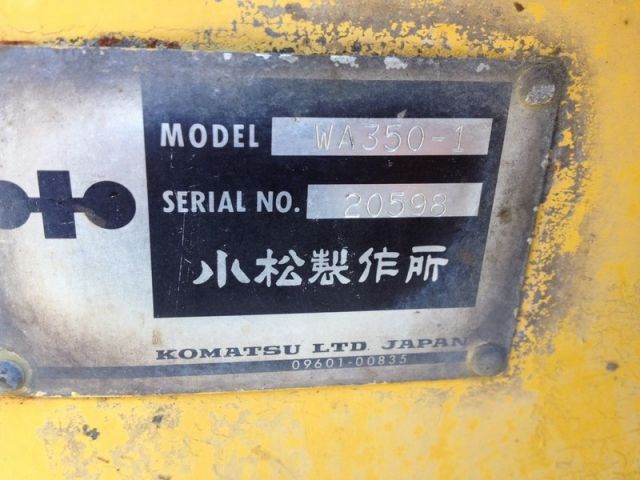 MODEL WA350-1
SERIAL NO. 20598
小松製作所
KOMATSU LTD. JAPAN
09601-00835